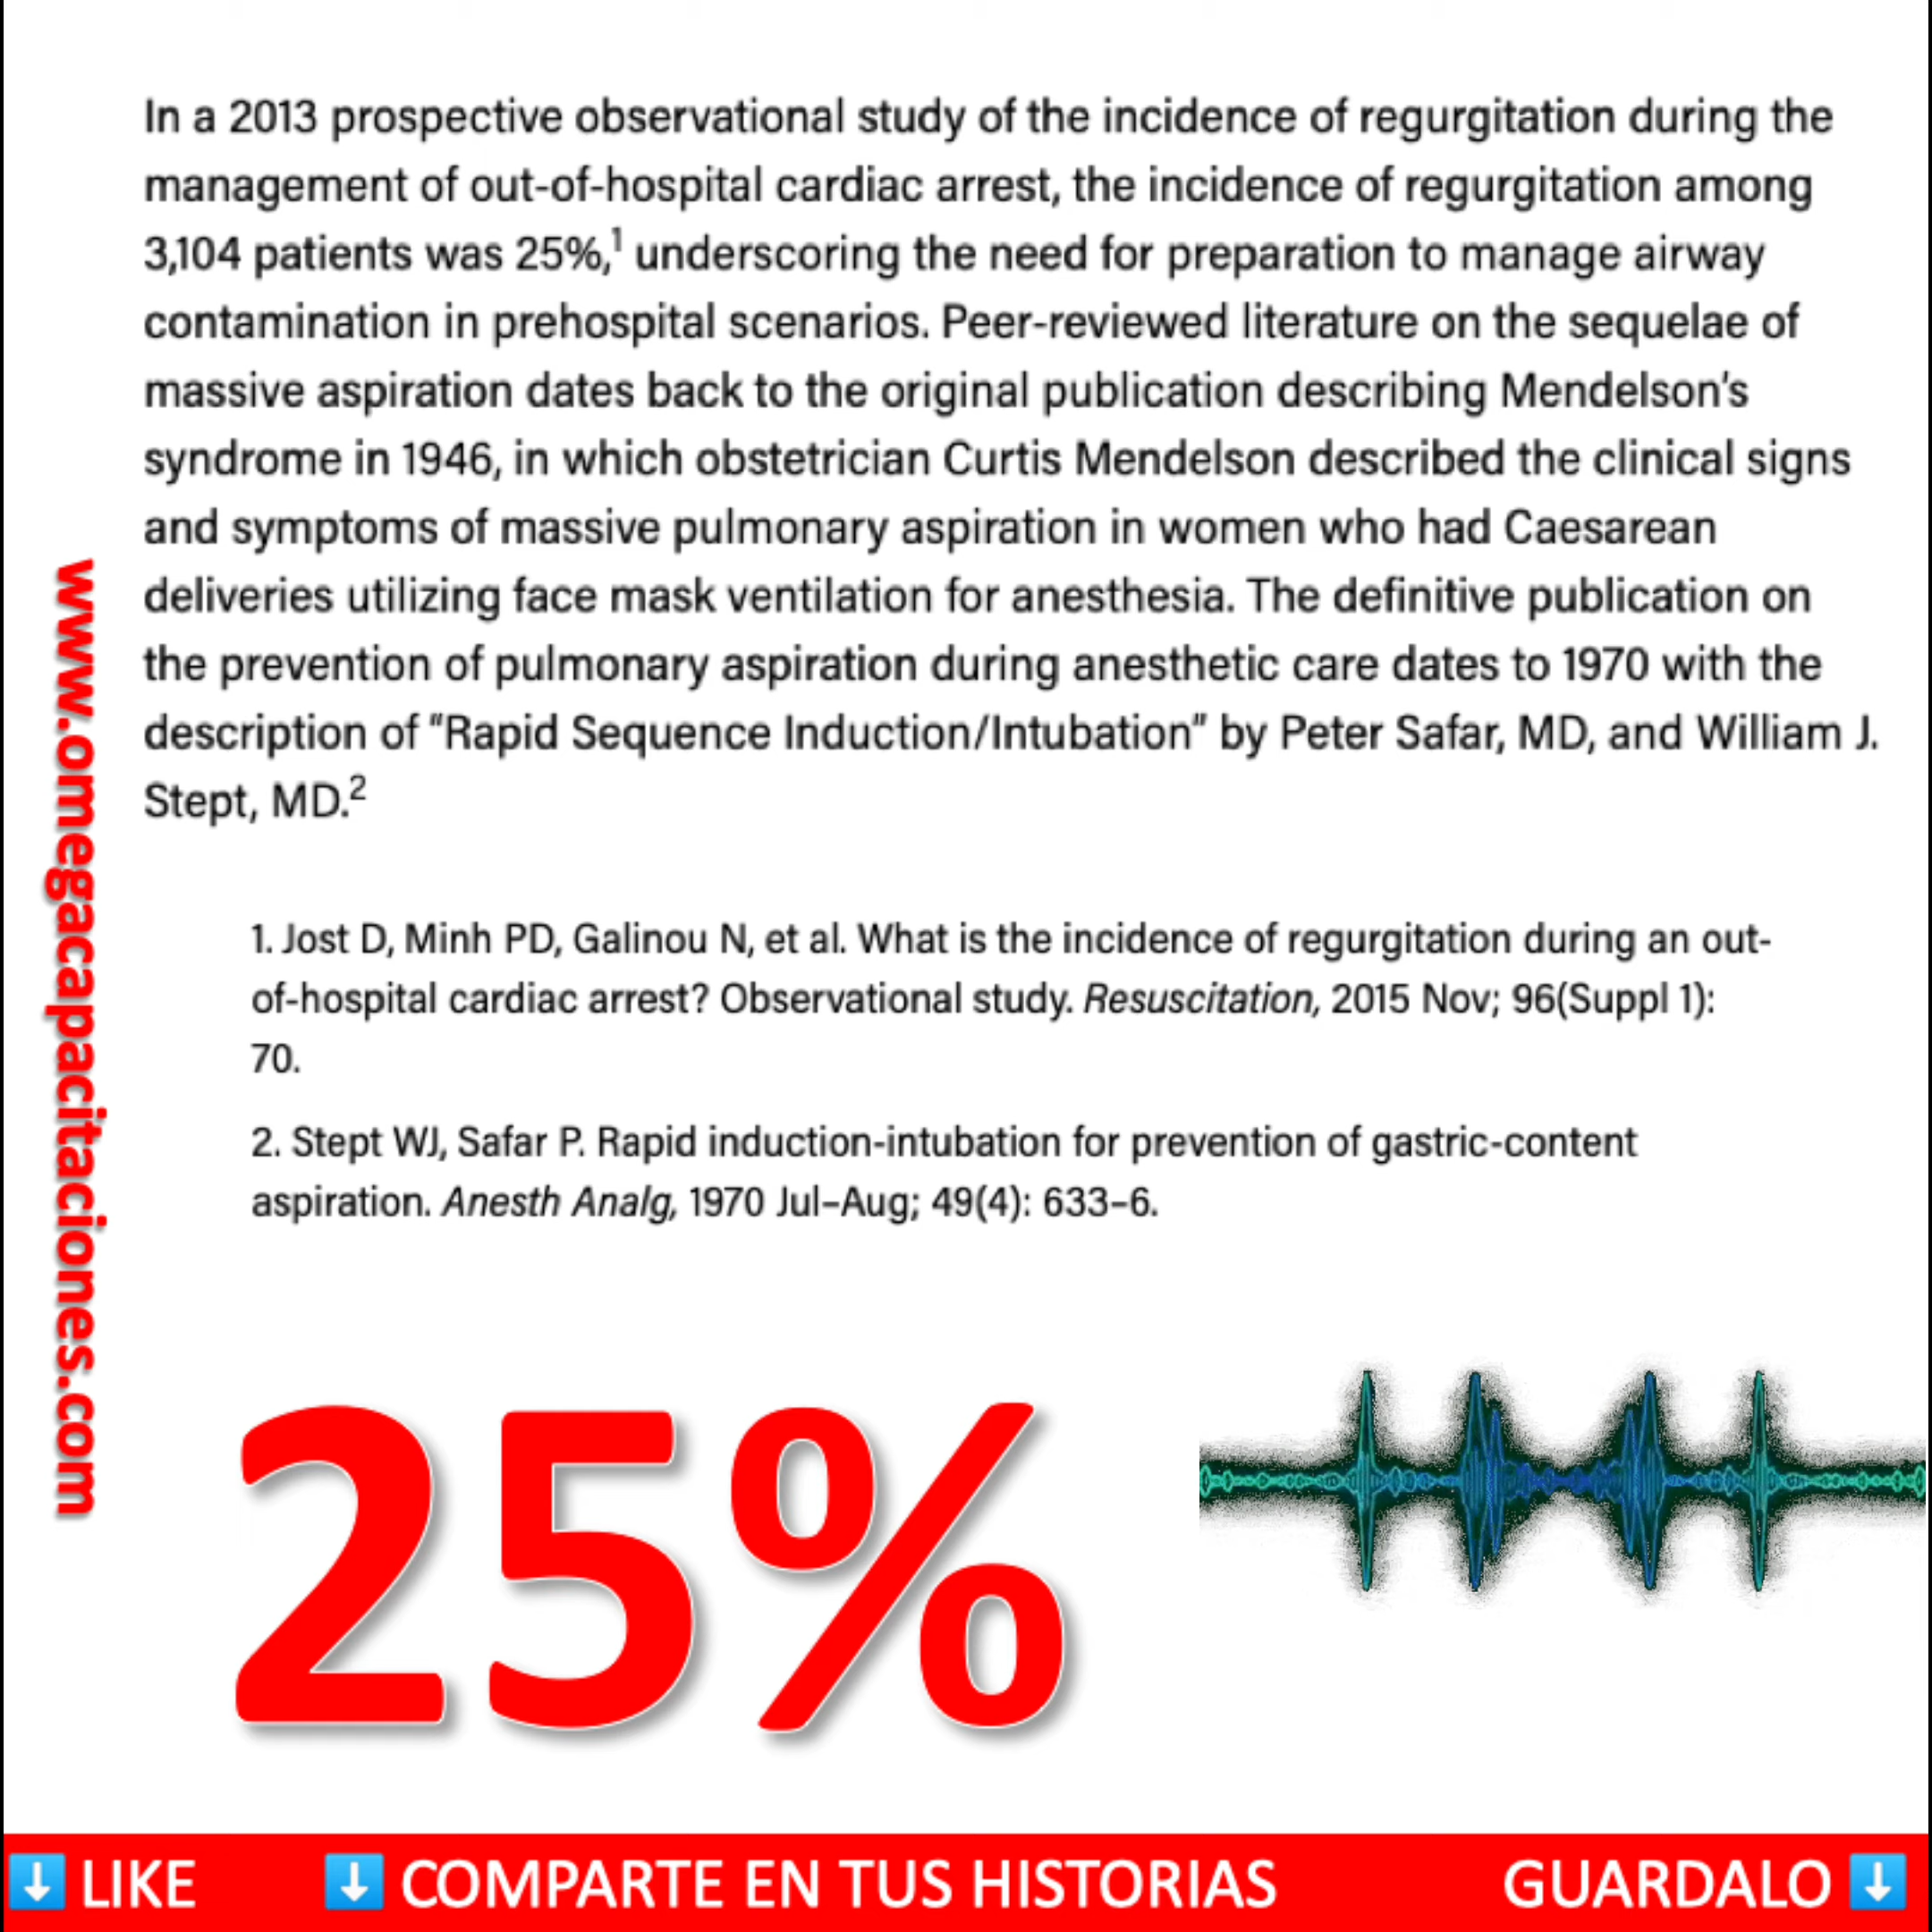 In a 2013 prospective observational study of the incidence of regurgitation during the
management of out-of-hospital cardiac arrest, the incidence of regurgitation among
3,104 patients was 25%,¹ underscoring the need for preparation to manage airway
contamination in prehospital scenarios. Peer-reviewed literature on the sequelae of
massive aspiration dates back to the original publication describing Mendelson's
syndrome in 1946, in which obstetrician Curtis Mendelson described the clinical signs
and symptoms of massive pulmonary aspiration in women who had Caesarean
deliveries utilizing face mask ventilation for anesthesia. The definitive publication on
the prevention of pulmonary aspiration during anesthetic care dates to 1970 with the
description of "Rapid Sequence Induction/Intubation" by Peter Safar, MD, and William J.
Stept, MD.²
1. Jost D, Minh PD, Galinou N, et al. What is the incidence of regurgitation during an out-
of-hospital cardiac arrest? Observational study. Resuscitation, 2015 Nov; 96(Suppl 1):
70.
2. Stept WJ, Safar P. Rapid induction-intubation for prevention of gastric-content
aspiration. Anesth Analg, 1970 Jul–Aug; 49(4): 633–6.
www.omegacapacitaciones.com
25%
⬇️ LIKE ⬇️ COMPARTE EN TUS HISTORIAS GUARDALO ⬇️